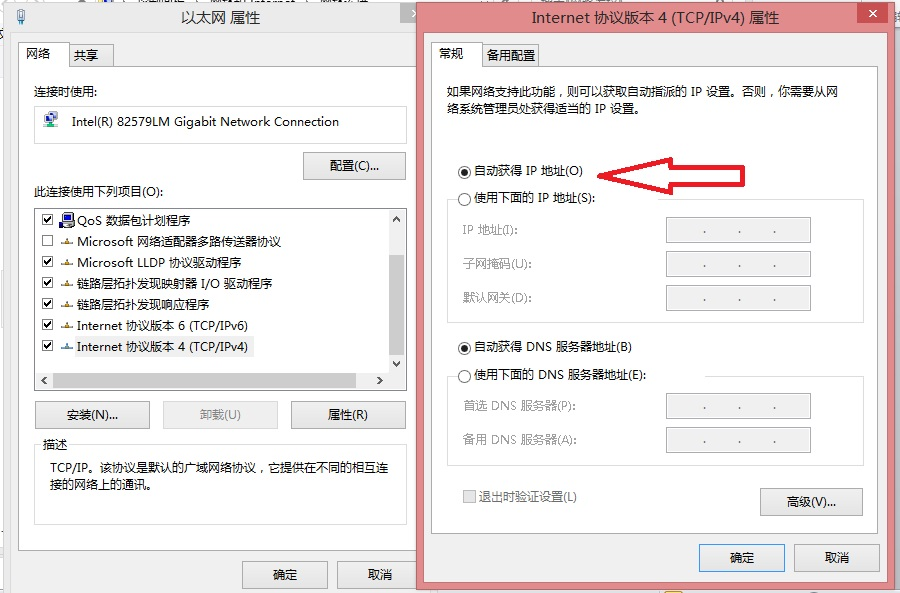 以太网 属性
网络
共享
连接时使用:
Intel(R) 82579LM Gigabit Network Connection
配置(C)...
此连接使用下列项目(O):
QoS 数据包计划程序
Microsoft 网络适配器多路传送器协议
Microsoft LLDP 协议驱动程序
链路层拓扑发现映射器 I/O 驱动程序
链路层拓扑发现响应程序
Internet 协议版本 6 (TCP/IPv6)
Internet 协议版本 4 (TCP/IPv4)
安装(N)...
卸载(U)
属性(R)
描述
TCP/IP。该协议是默认的广域网络协议，它提供在不同的相互连
接的网络上的通讯。
确定
取消
Internet 协议版本 4 (TCP/IPv4) 属性
常规
备用配置
如果网络支持此功能，则可以获取自动指派的 IP 设置。否则，你需要从网
络系统管理员处获得适当的 IP 设置。
自动获得 IP 地址(O)
使用下面的 IP 地址(S):
IP 地址(I):
子网掩码(U):
默认网关(D):
自动获得 DNS 服务器地址(B)
使用下面的 DNS 服务器地址(E):
首选 DNS 服务器(P):
备用 DNS 服务器(A):
退出时验证设置(L)
高级(V)...
确定
取消